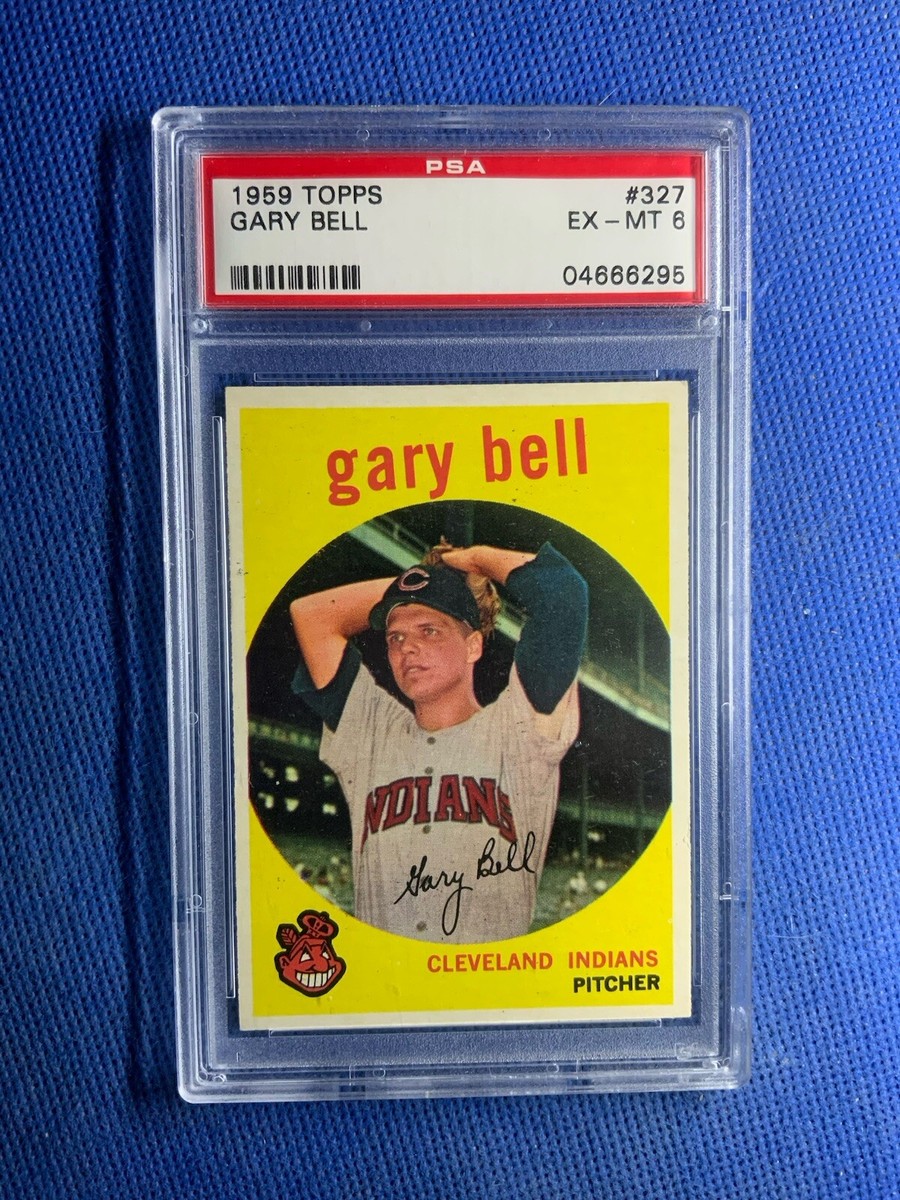 PSA
1959 TOPPS #327
GARY BELL EX-MT 6
04666295
gary bell
C
INDIANS
Gary Bell
CLEVELAND INDIANS
PITCHER